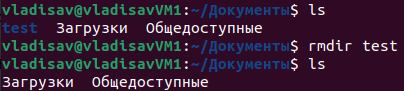 vladisav@vladisavVM1:~/Документы$ ls
test  Загрузки  Общедоступные
vladisav@vladisavVM1:~/Документы$ rmdir test
vladisav@vladisavVM1:~/Документы$ ls
Загрузки  Общедоступные